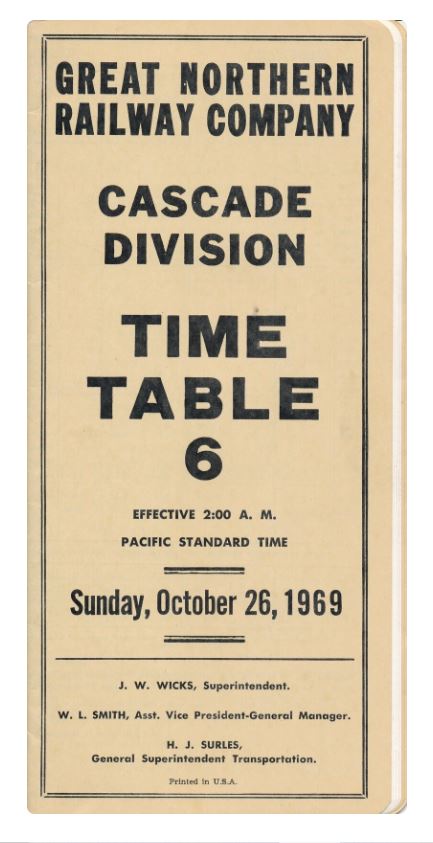 GREAT NORTHERN
RAILWAY COMPANY
CASCADE
DIVISION
TIME
TABLE
6
EFFECTIVE 2:00 A. M.
PACIFIC STANDARD TIME
Sunday, October 26, 1969
J. W. WICKS, Superintendent.
W. L. SMITH, Asst. Vice President-General Manager.
H. J. SURLES,
General Superintendent Transportation.
Printed in U.S.A.